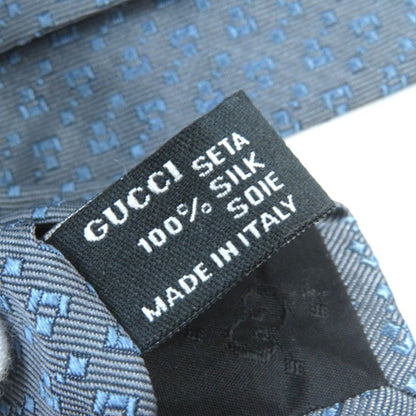 GUCCI SETA
100% SILK
SOIE
MADE IN ITALY